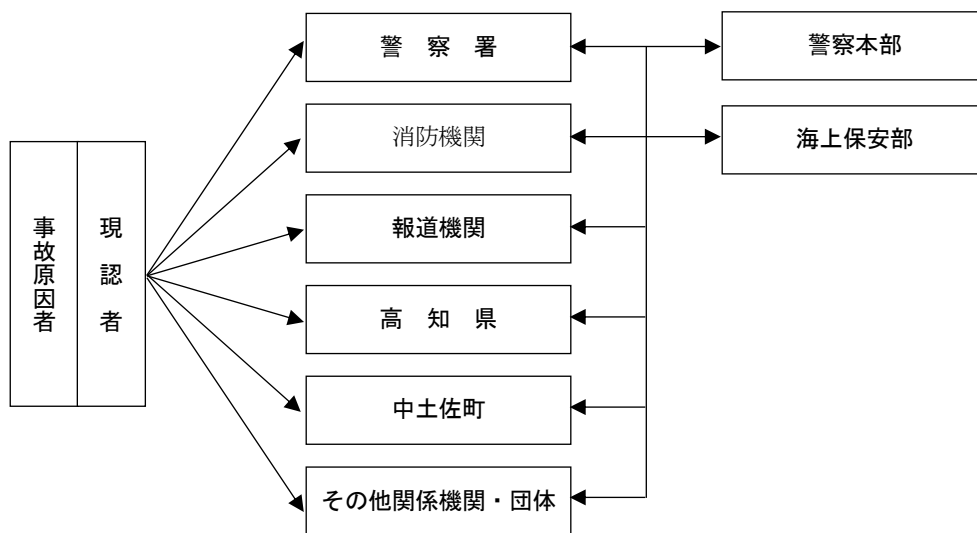 事故原因者
現認者
警察署
消防機関
報道機関
高知県
中土佐町
その他関係機関・団体
警察本部
海上保安部